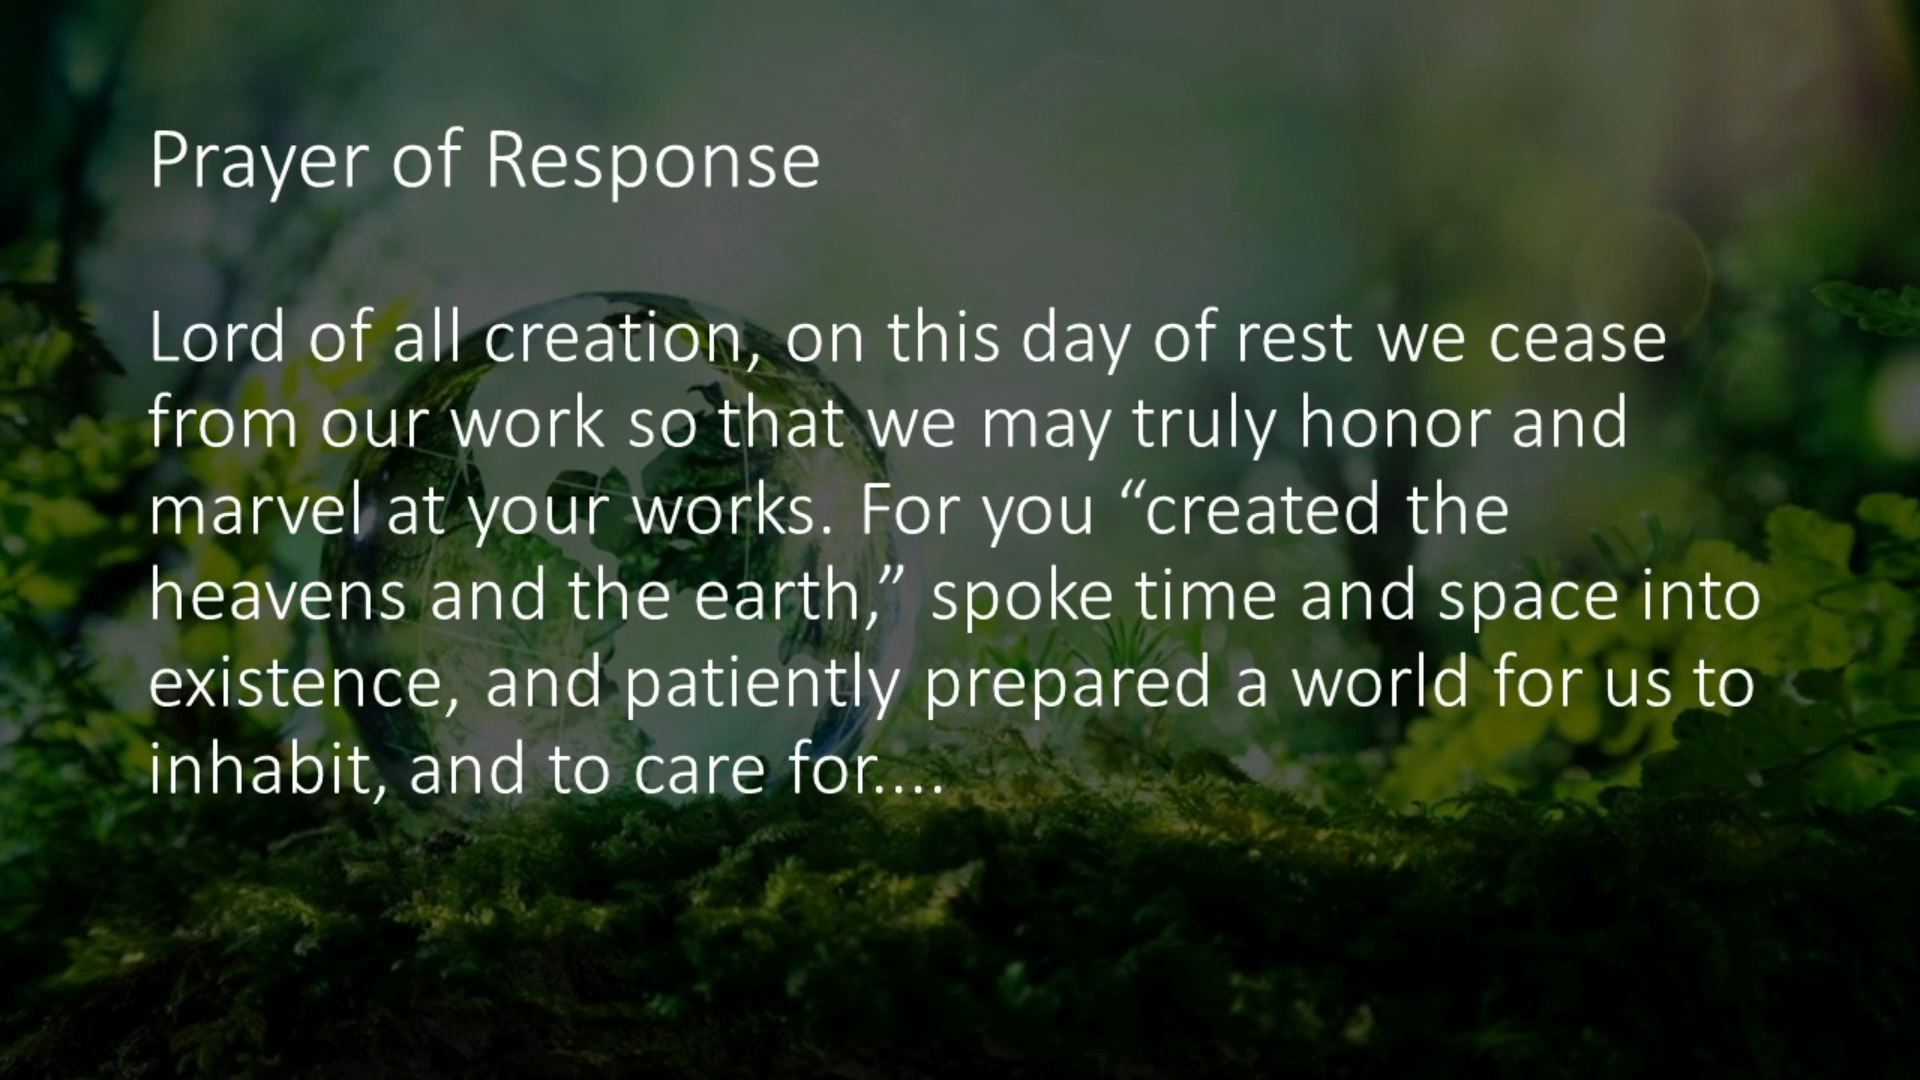 Prayer of Response
Lord of all creation, on this day of rest we cease
from our work so that we may truly honor and
marvel at your works. For you “created the
heavens and the earth,” spoke time and space into
existence, and patiently prepared a world for us to
inhabit, and to care for....